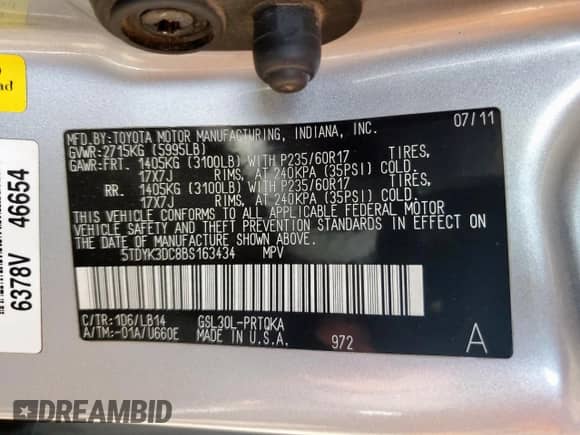 MFD.BY:TOYOTA MOTOR MANUFACTURING, INDIANA, INC. 07/11
GVWR:2715KG (5995LB)
GAWR:FRT. 1405KG (3100LB) WITH P235/60R17 TIRES,
17X7J RIMS, AT 240KPA (35PSI) COLD
RR. 1405KG (3100LB) WITH P235/60R17 TIRES,
17X7J RIMS, AT 240KPA (35PSI) COLD
THIS VEHICLE CONFORMS TO ALL APPLICABLE FEDERAL MOTOR
VEHICLE SAFETY AND THEFT PREVENTION STANDARDS IN EFFECT ON
THE DATE OF MANUFACTURE SHOWN ABOVE.
5TDYK3DC8BS163434 MPV
C/TR:1D6/LB14 GSL30L-PRTQKA
A/TM:-01A/U660E MADE IN U.S.A. 972 A
6378V 46654
DREAMBID